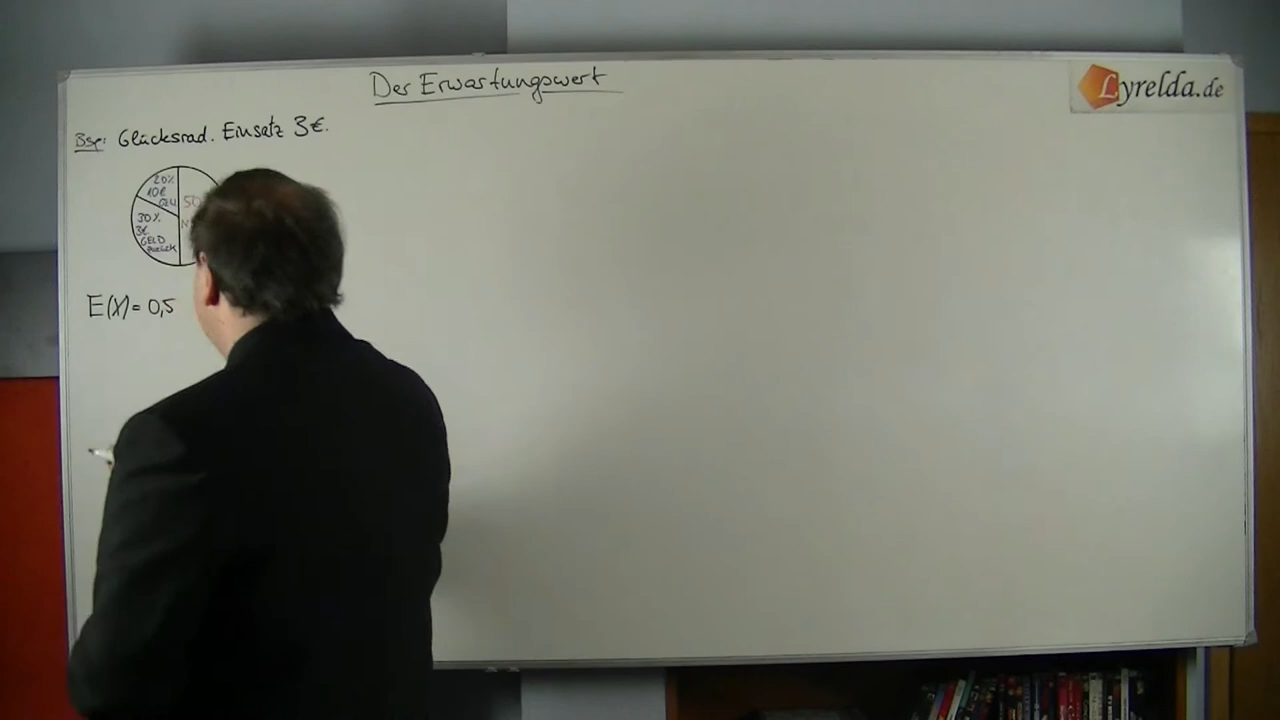 Der Erwartungswert
Lyrelda.de
Bsp: Glücksrad. Einsatz 3€.
20%
10€
50
30%
3€
GELD
ZURÜCK
E(X)= 0,5